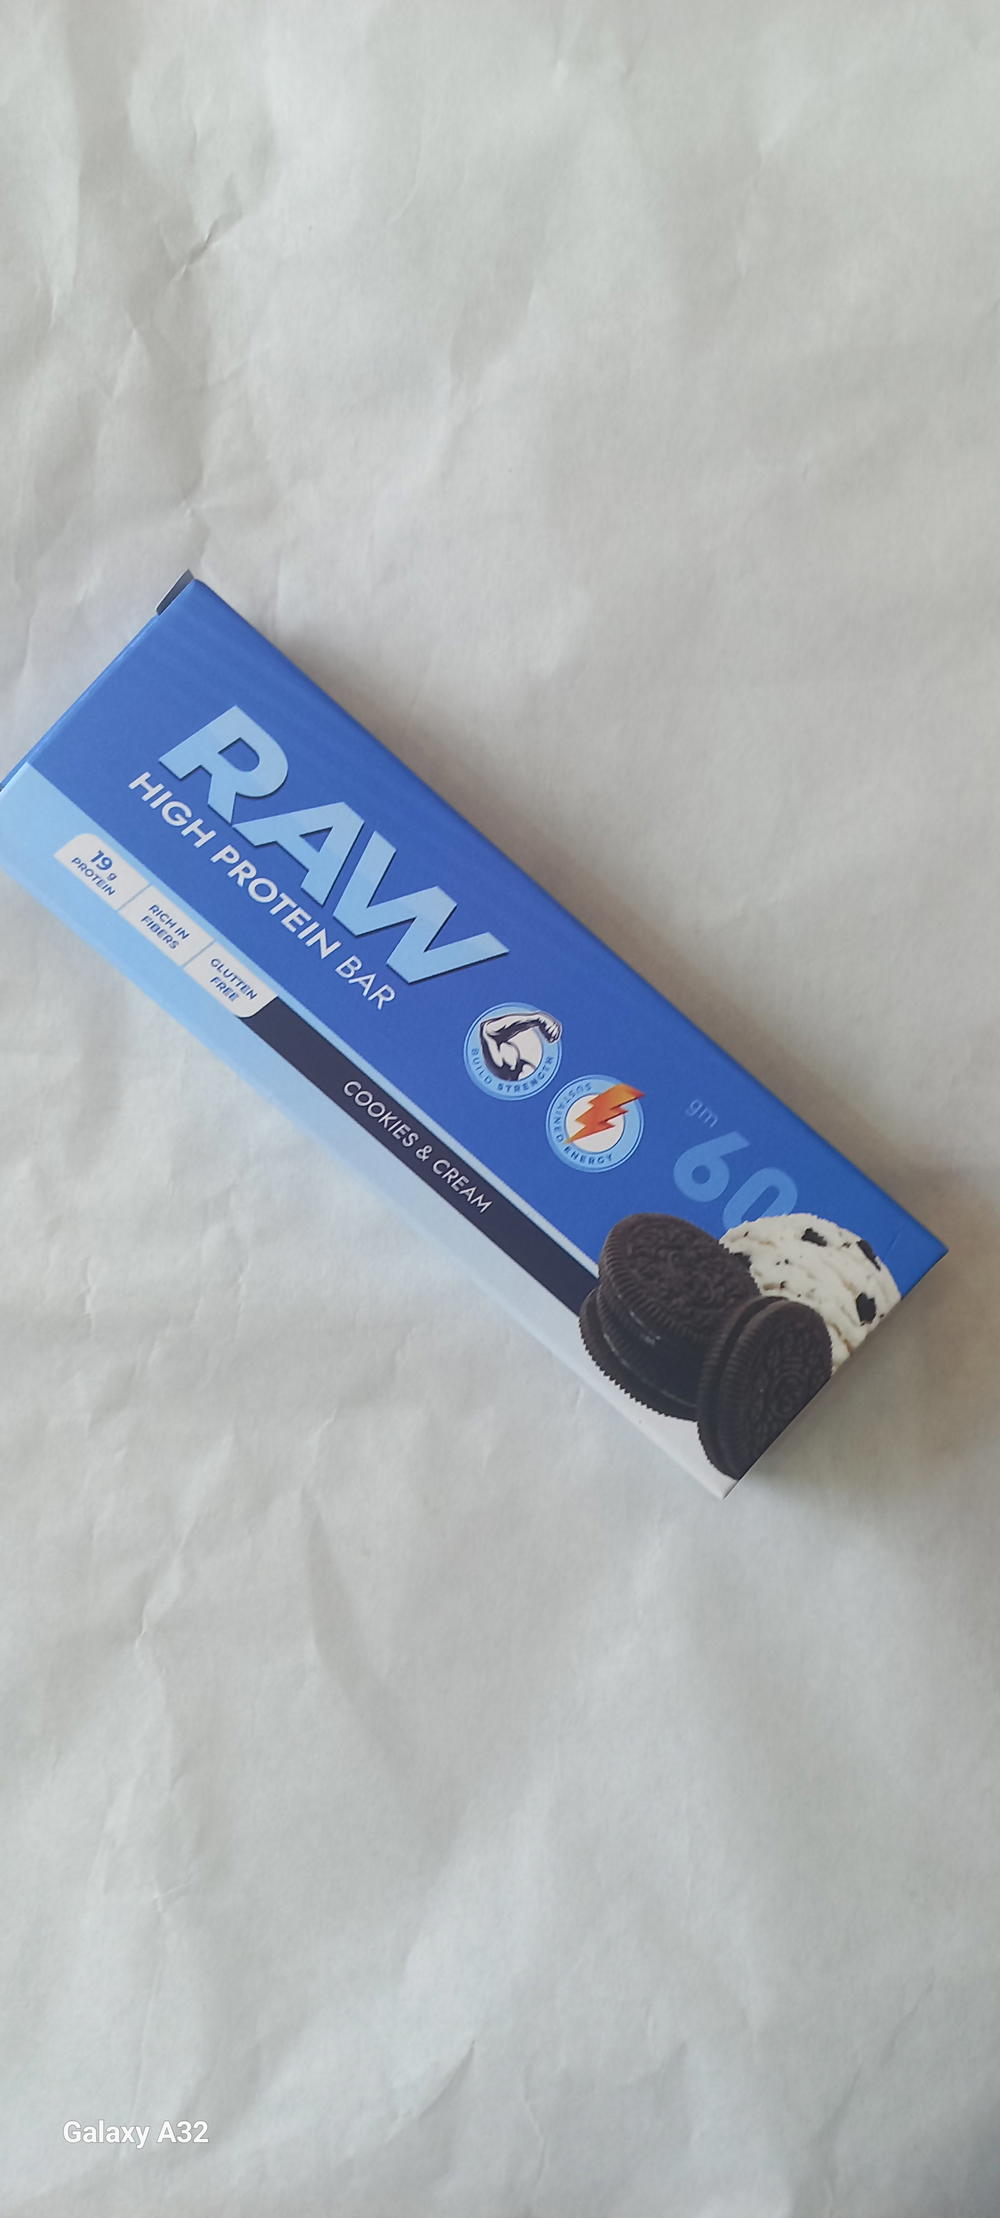 RAW
HIGH PROTEIN BAR
19 g
PROTEIN
RICH IN
FIBERS
GLUTTEN
FREE
COOKIES & CREAM
BUILD STRENGTH
SUSTAINED ENERGY
gm
60
Galaxy A32